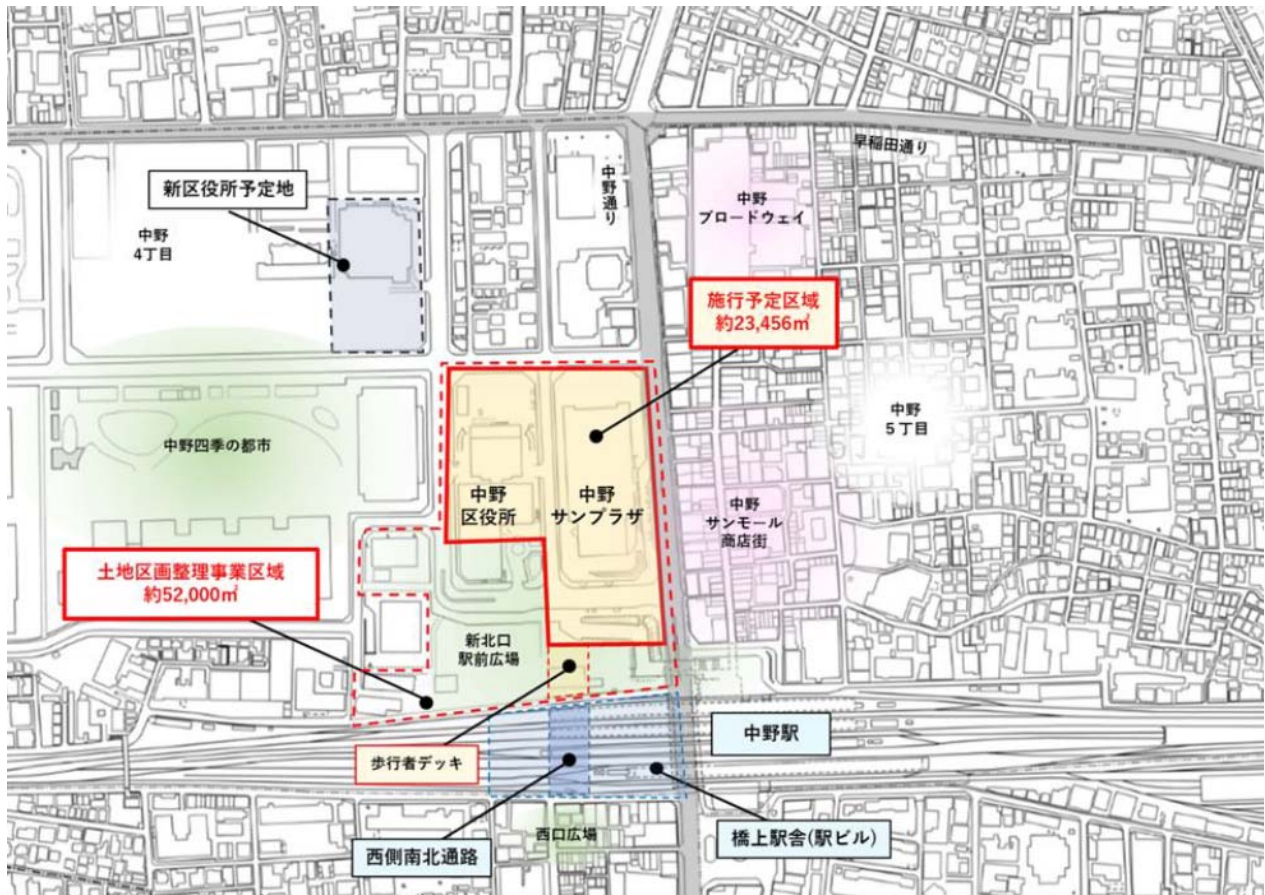 早稲田通り
新区役所予定地
中野通り
中野
ブロードウェイ
中野
4丁目
施行予定区域
約23,456㎡
中野
5丁目
中野四季の都市
中野
区役所
中野
サンプラザ
中野
サンモール
商店街
土地区画整理事業区域
約52,000㎡
新北口
駅前広場
中野駅
歩行者デッキ
西口広場
西側南北通路
橋上駅舎(駅ビル)